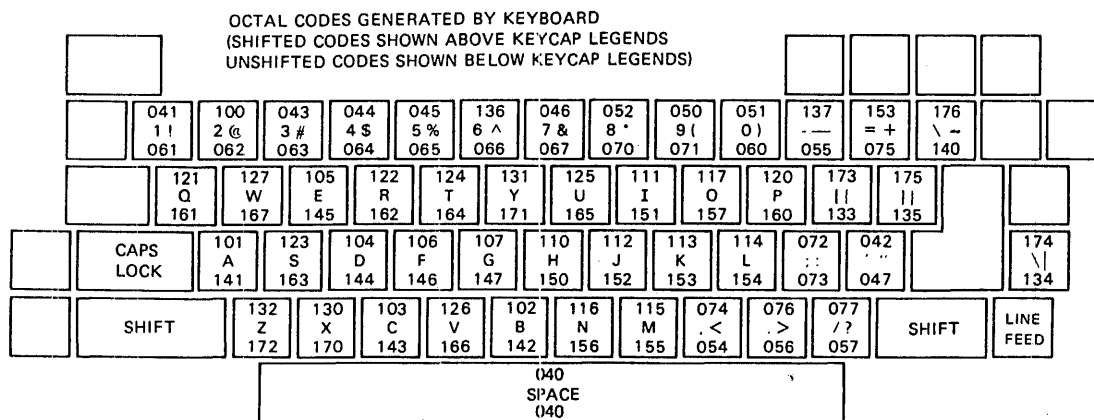 OCTAL CODES GENERATED BY KEYBOARD
(SHIFTED CODES SHOWN ABOVE KEYCAP LEGENDS
UNSHIFTED CODES SHOWN BELOW KEYCAP LEGENDS)
041 100 043 044 045 136 046 052 050 051 137 153 176
1 ! 2 @ 3 # 4 $ 5 % 6 ^ 7 & 8 * 9 ( 0 ) - — = + \ ~
061 062 063 064 065 066 067 070 071 060 055 075 140
121 127 105 122 124 131 125 111 117 120 173 175
Q W E R T Y U I O P [{ ]}
161 167 145 162 164 171 165 151 157 160 133 135
CAPS 101 123 104 106 107 110 112 113 114 072 042 174
LOCK A S D F G H J K L ; : ' " \ |
141 163 144 146 147 150 152 153 154 073 047 134
SHIFT 132 130 103 126 102 116 115 074 076 077 SHIFT LINE
Z X C V B N M , < . > / ? FEED
172 170 143 166 142 156 155 054 056 057
040
SPACE
040